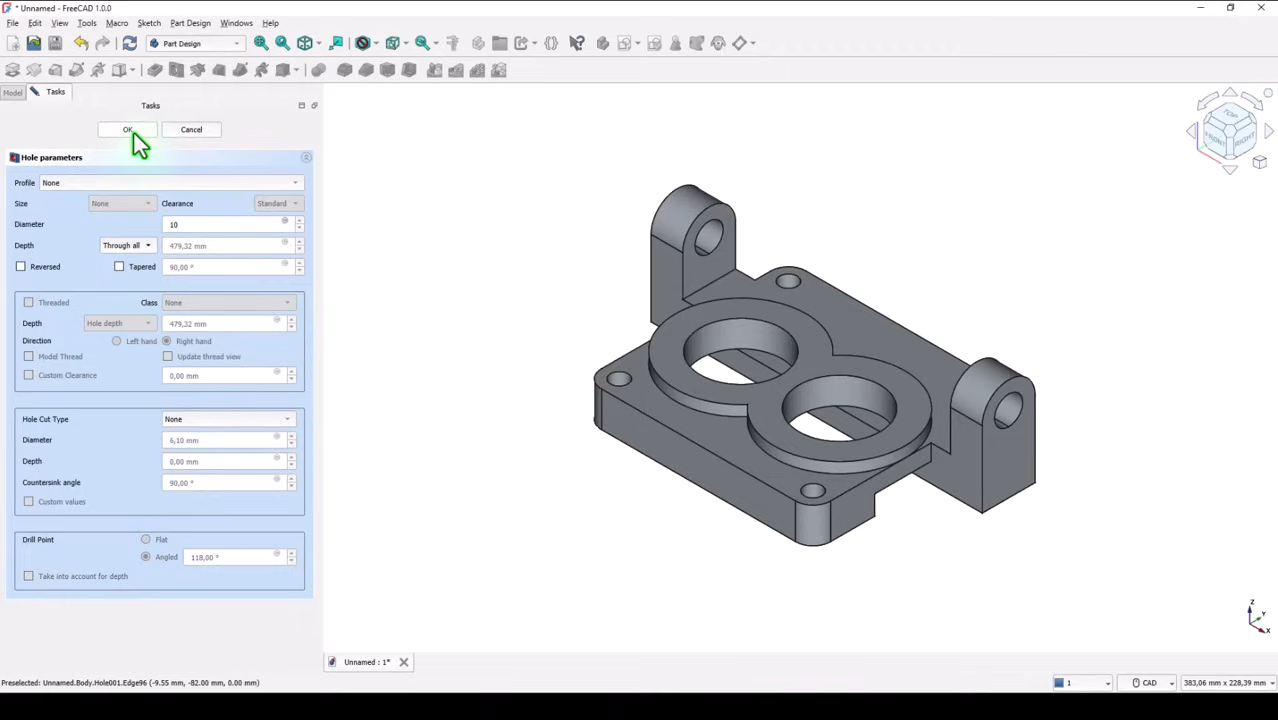 * Unnamed - FreeCAD 1.0.0
File Edit View Tools Macro Sketch Part Design Windows Help
Part Design
Model Tasks
Tasks
OK Cancel
Hole parameters
Profile None
Size None Clearance Standard
Diameter 10
Depth Through all 479,32 mm
Reversed Tapered 90,00 °
Threaded Class None
Depth Hole depth 479,32 mm
Direction Left hand Right hand
Model Thread Update thread view
Custom Clearance 0,00 mm
Hole Cut Type None
Diameter 6,10 mm
Depth 0,00 mm
Countersink angle 90,00 °
Custom values
Drill Point Flat
Angled 118,00 °
Take into account for depth
TOP
FRONT RIGHT
Z
Y
X
Unnamed : 1*
Preselected: Unnamed.Body.Hole001.Edge96 (-9.55 mm, -82.00 mm, 0.00 mm)
1 CAD 383,06 mm x 228,39 mm